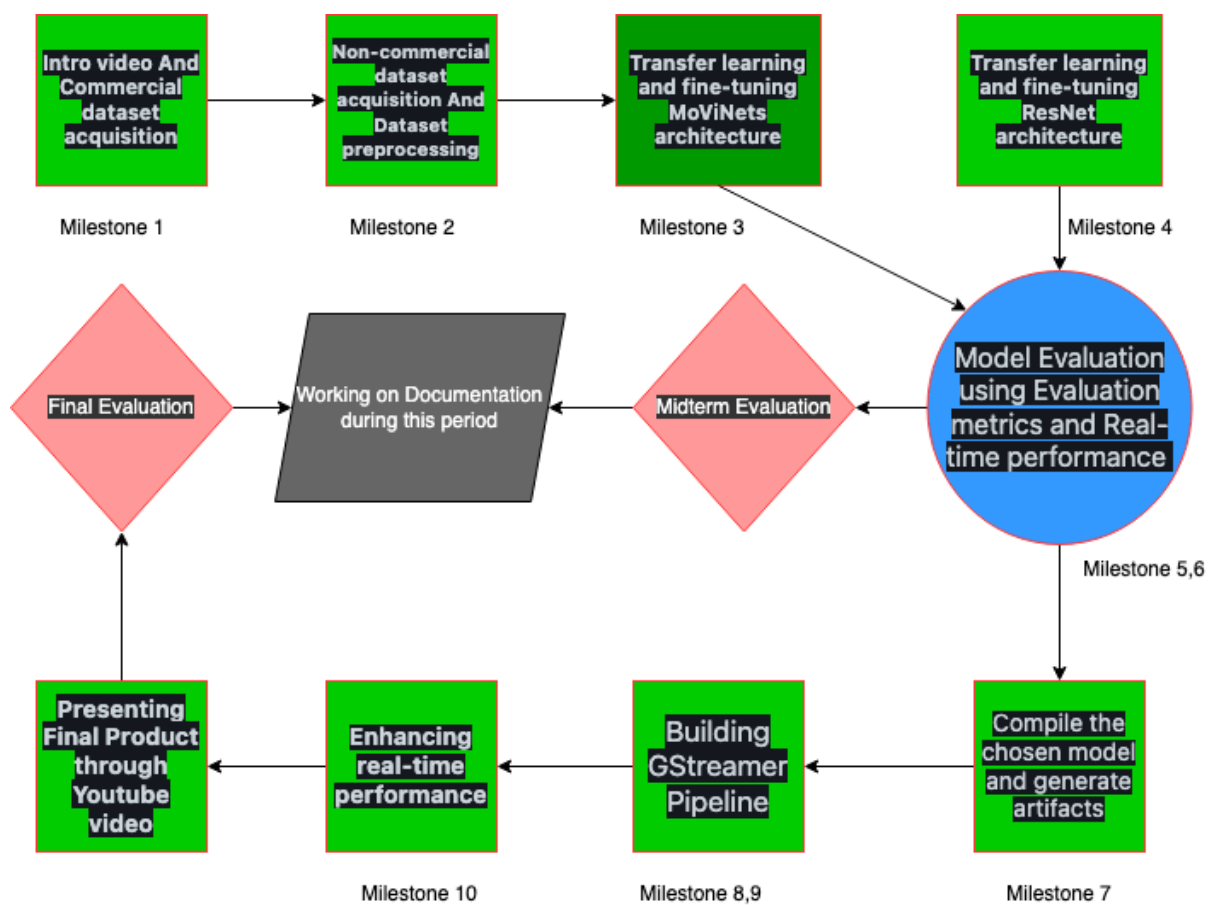 Intro video And
Commercial
dataset
acquisition
Non-commercial
dataset
acquisition And
Dataset
preprocessing
Transfer learning
and fine-tuning
MoViNets
architecture
Transfer learning
and fine-tuning
ResNet
architecture
Milestone 1
Milestone 2
Milestone 3
Milestone 4
Final Evaluation
Working on Documentation
during this period
Midterm Evaluation
Model Evaluation
using Evaluation
metrics and Real-
time performance
Milestone 5,6
Presenting
Final Product
through
Youtube
video
Enhancing
real-time
performance
Building
GStreamer
Pipeline
Compile the
chosen model
and generate
artifacts
Milestone 10
Milestone 8,9
Milestone 7